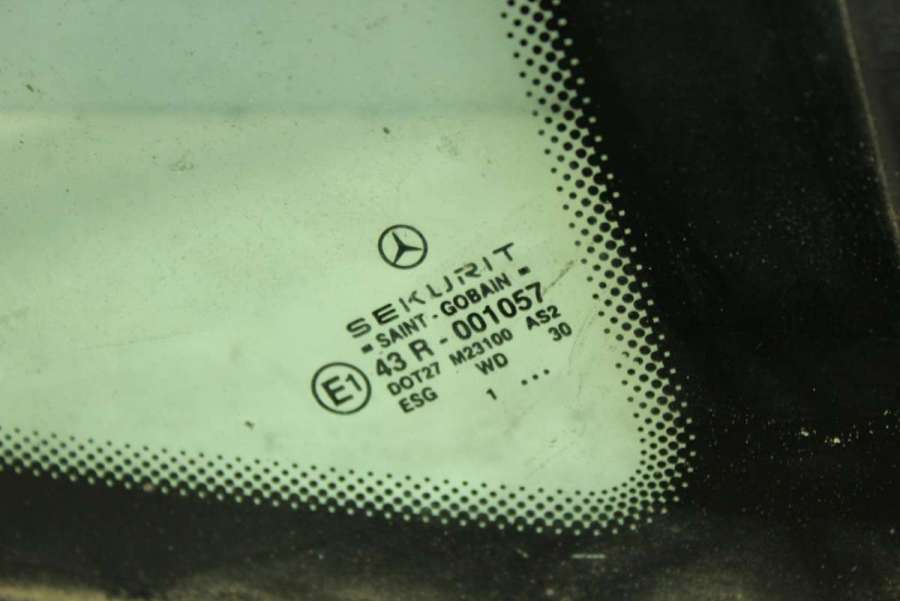 SEKURIT
- SAINT - GOBAIN -
E1 43 R - 001057
DOT27 M23100 AS2
ESG WD 30
1 ...